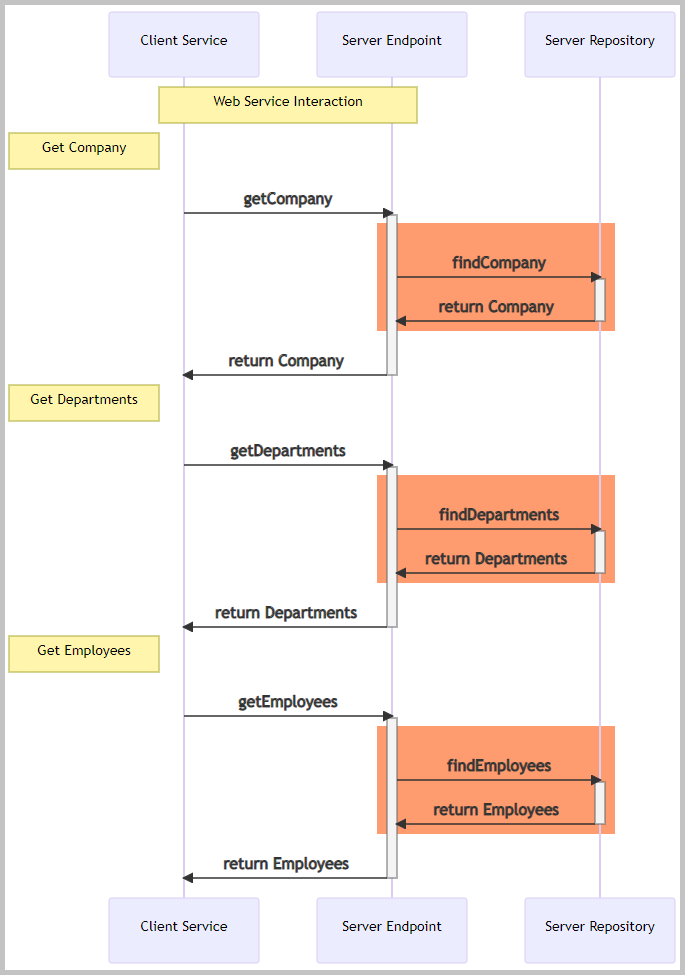 Client Service
Server Endpoint
Server Repository
Web Service Interaction
Get Company
getCompany
findCompany
return Company
return Company
Get Departments
getDepartments
findDepartments
return Departments
return Departments
Get Employees
getEmployees
findEmployees
return Employees
return Employees
Client Service
Server Endpoint
Server Repository